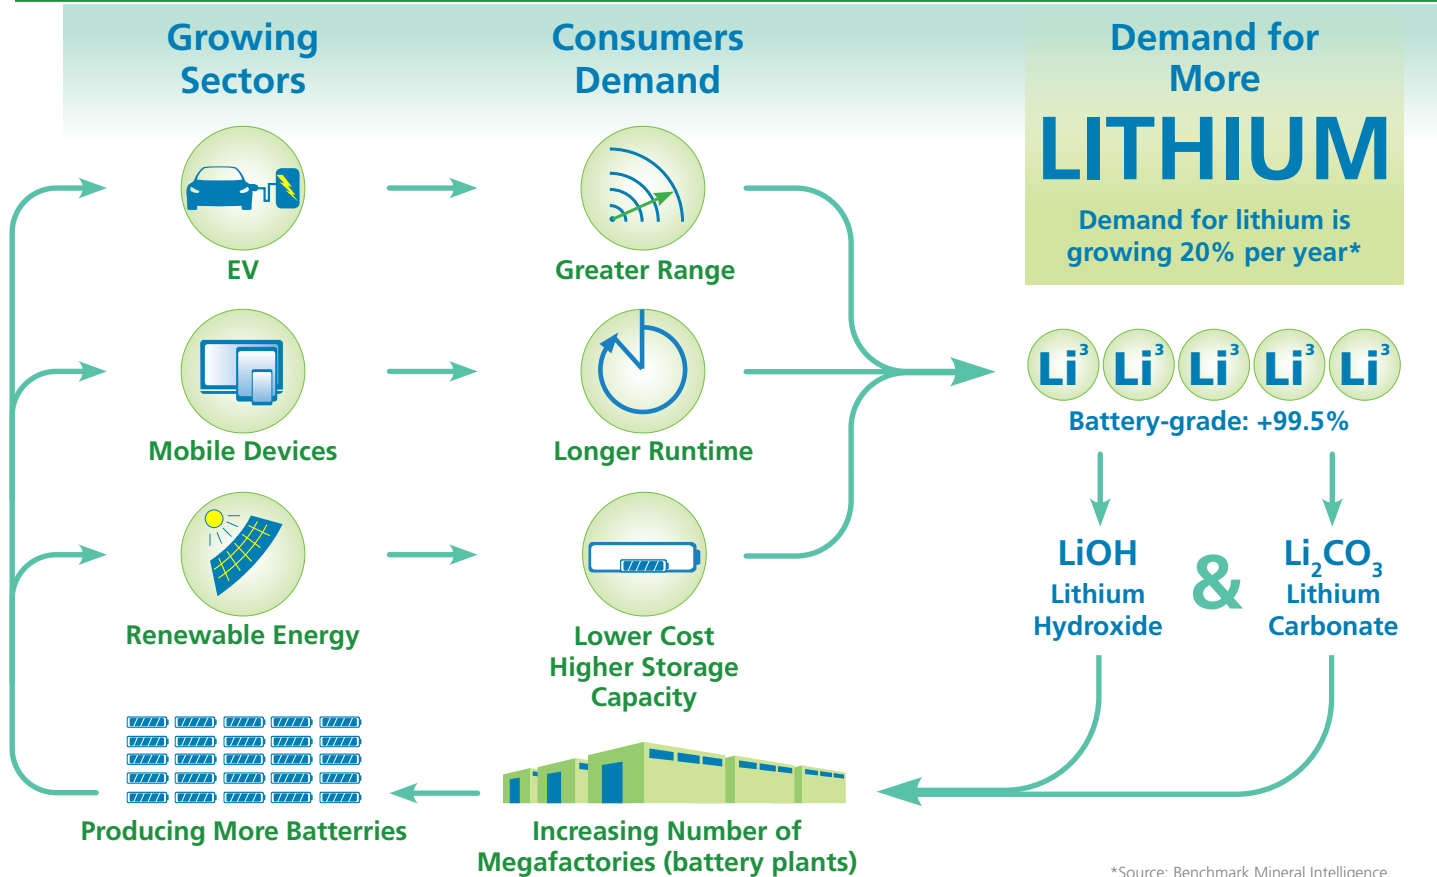 Growing
Sectors
Consumers
Demand
Demand for
More
LITHIUM
Demand for lithium is
growing 20% per year*
EV
Greater Range
Li³ Li³ Li³ Li³ Li³
Battery-grade: +99.5%
Mobile Devices
Longer Runtime
LiOH
Lithium
Hydroxide
&
Li₂CO₃
Lithium
Carbonate
Renewable Energy
Lower Cost
Higher Storage
Capacity
Producing More Batterries
Increasing Number of
Megafactories (battery plants)
*Source: Benchmark Mineral Intelligence